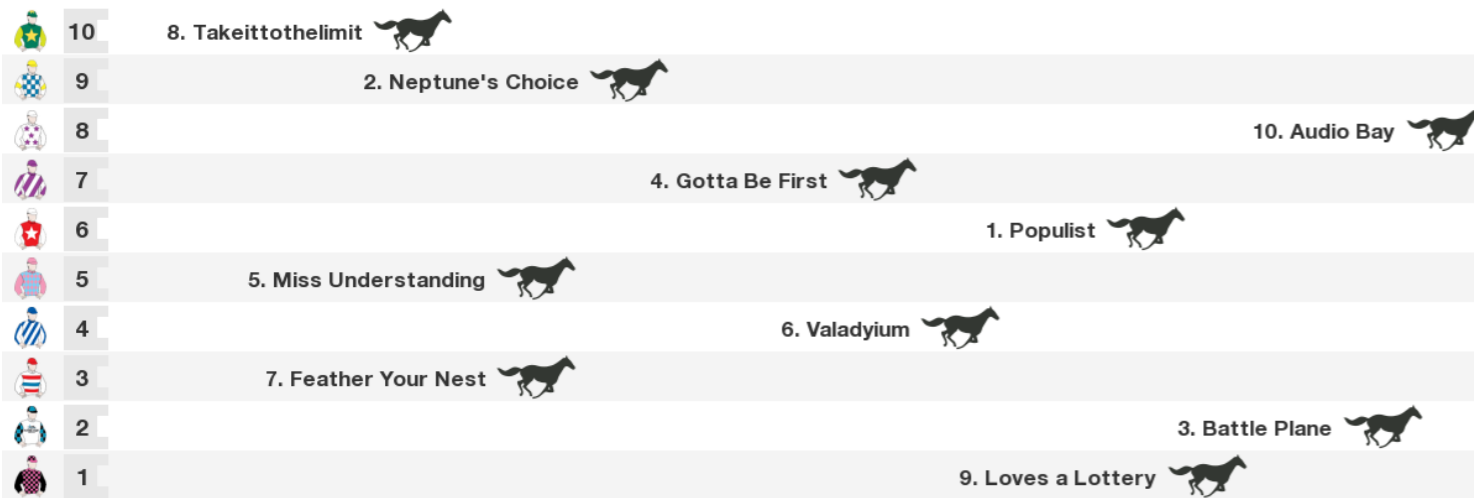 10 8. Takeittothelimit
9 2. Neptune's Choice
8 10. Audio Bay
7 4. Gotta Be First
6 1. Populist
5 5. Miss Understanding
4 6. Valadyium
3 7. Feather Your Nest
2 3. Battle Plane
1 9. Loves a Lottery